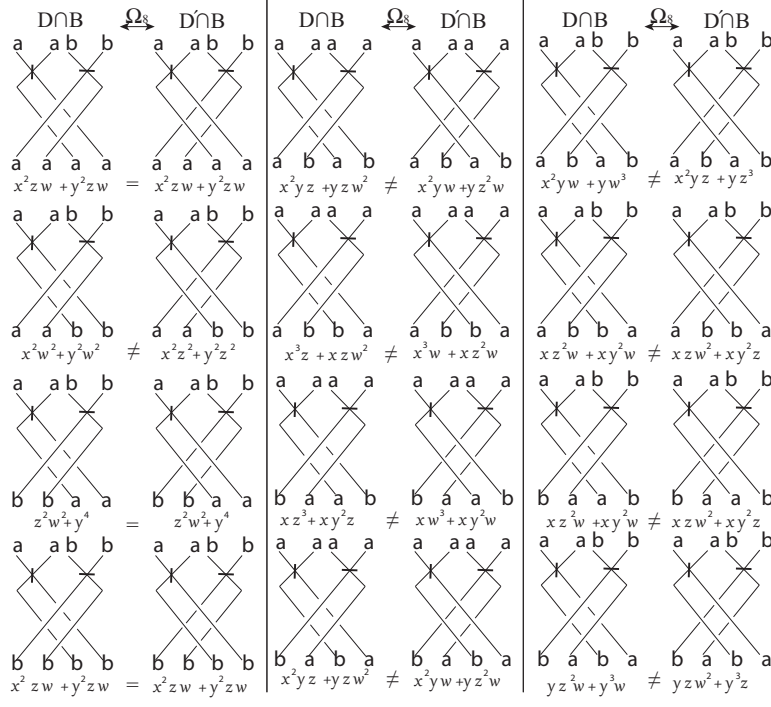 D∩B Ω₈ D′∩B D∩B Ω₈ D′∩B D∩B Ω₈ D′∩B
a a b b a a b b a a a a a a a a a a b b a a b b
a a a a a a a a a b a b a b a b a b a b a b a b
x²zw + y²zw = x²zw + y²zw x²yz + yzw² ≠ x²yw + yz²w x²yw + yw³ ≠ x²yz + yz³
a a b b a a b b a a a a a a a a a a b b a a b b
a a b b a a b b a b b a a b b a a b b a a b b a
x²w² + y²w² ≠ x²z² + y²z² x³z + xzw² ≠ x³w + xz²w xz²w + xy²w ≠ xzw² + xy²z
a a b b a a b b a a a a a a a a a a b b a a b b
b b a a b b a a b a a b b a a b b a a b b a a b
z²w² + y⁴ = z²w² + y⁴ xz³ + xy²z ≠ xw³ + xy²w xz²w + xy²w ≠ xzw² + xy²z
a a b b a a b b a a a a a a a a a a b b a a b b
b b b b b b b b b a b a b a b a b a b a b a b a
x²zw + y²zw = x²zw + y²zw x²yz + yzw² ≠ x²yw + yz²w yz²w + y³w ≠ yzw² + y³z